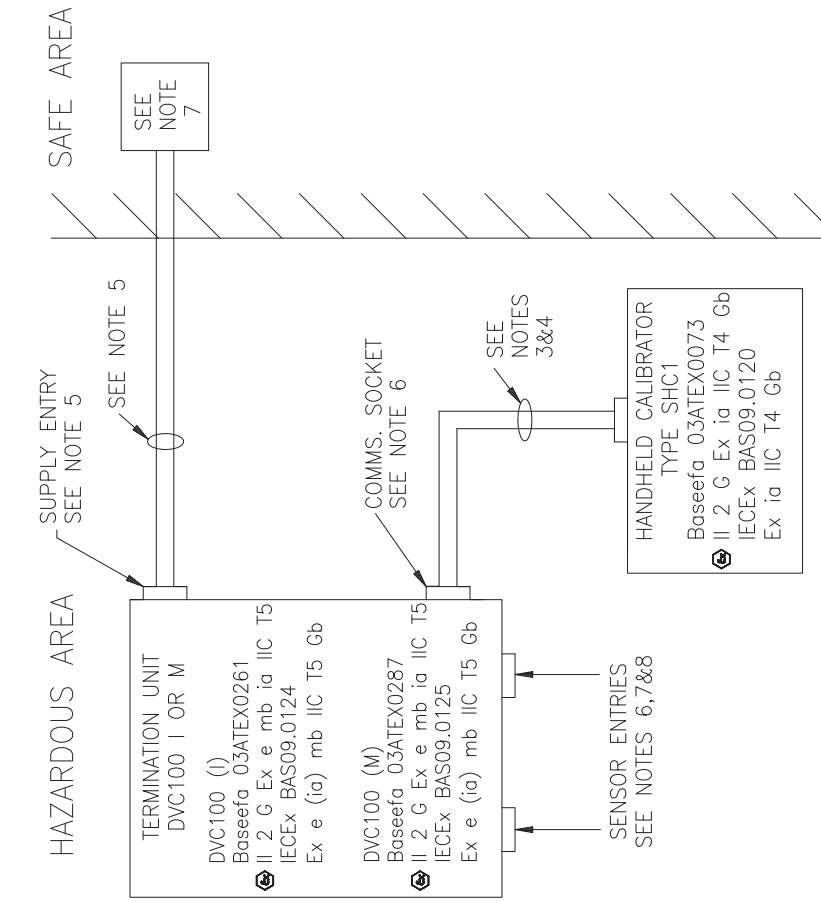 HAZARDOUS AREA
SAFE AREA
SUPPLY ENTRY
SEE NOTE 5
SEE NOTE 5
SEE
NOTE
7
TERMINATION UNIT
DVC100 I OR M
DVC100 (I)
Baseefa 03ATEX0261
II 2 G Ex e mb ia IIC T5
IECEx BAS09.0124
Ex e (ia) mb IIC T5 Gb
DVC100 (M)
Baseefa 03ATEX0287
II 2 G Ex e mb ia IIC T5
IECEx BAS09.0125
Ex e (ia) mb IIC T5 Gb
COMMS. SOCKET
SEE NOTE 6
SEE
NOTES
3&4
SENSOR ENTRIES
SEE NOTES 6,7&8
HANDHELD CALIBRATOR
TYPE SHC1
Baseefa 03ATEX0073
II 2 G Ex ia IIC T4 Gb
IECEx BAS09.0120
Ex ia IIC T4 Gb